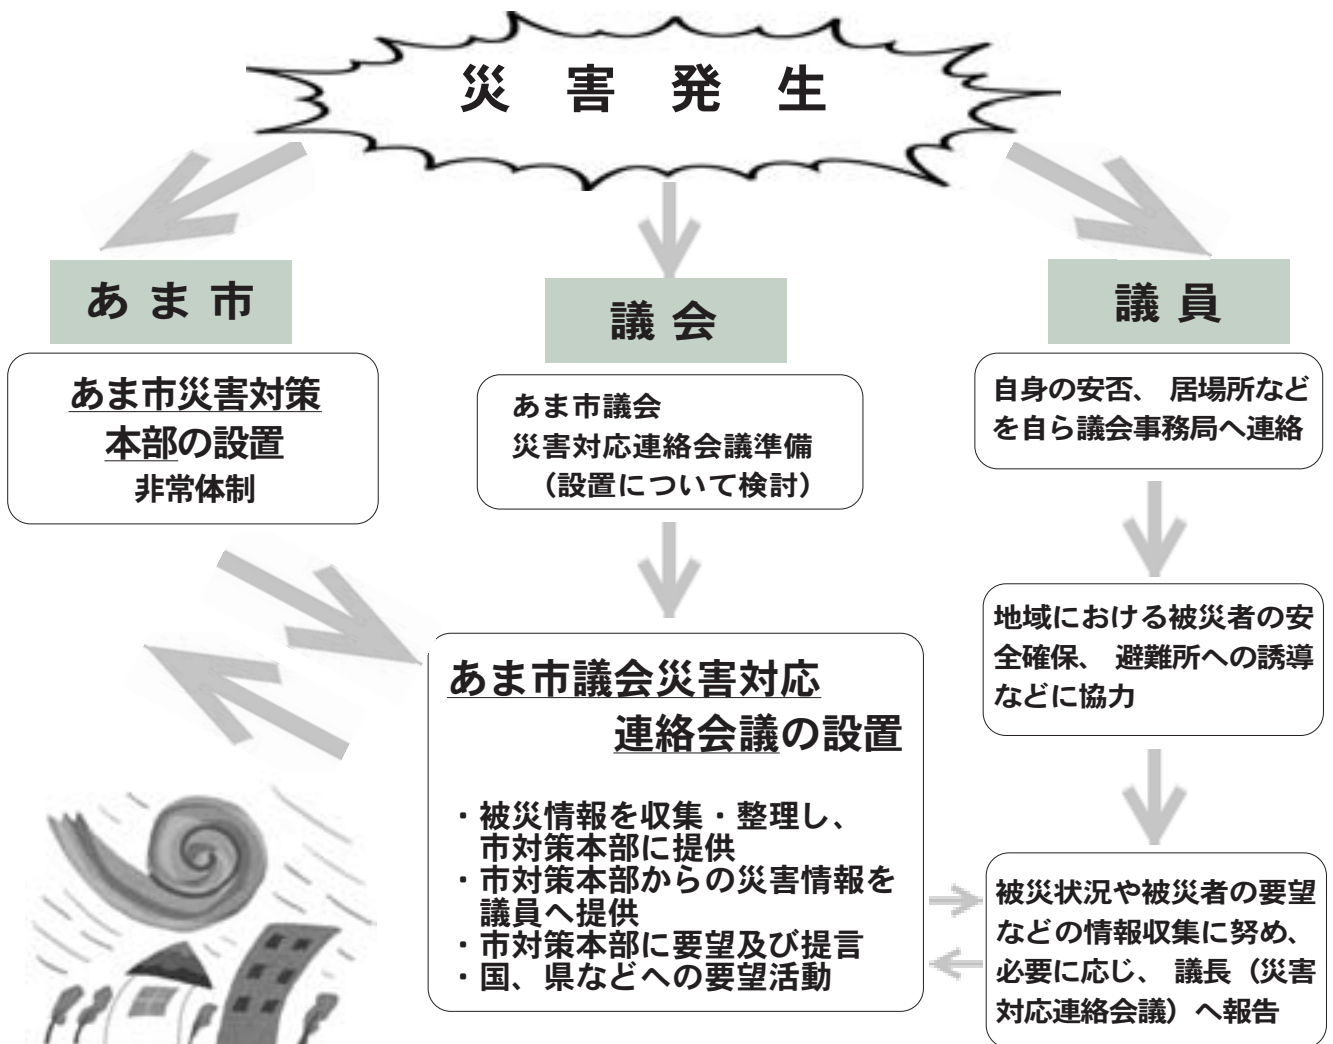 災害発生
あま市
あま市災害対策
本部の設置
非常体制
議会
あま市議会
災害対応連絡会議準備
（設置について検討）
あま市議会災害対応
連絡会議の設置
・被災情報を収集・整理し、
市対策本部に提供
・市対策本部からの災害情報を
議員へ提供
・市対策本部に要望及び提言
・国、県などへの要望活動
議員
自身の安否、居場所など
を自ら議会事務局へ連絡
地域における被災者の安
全確保、避難所への誘導
などに協力
被災状況や被災者の要望
などの情報収集に努め、
必要に応じ、議長（災害
対応連絡会議）へ報告